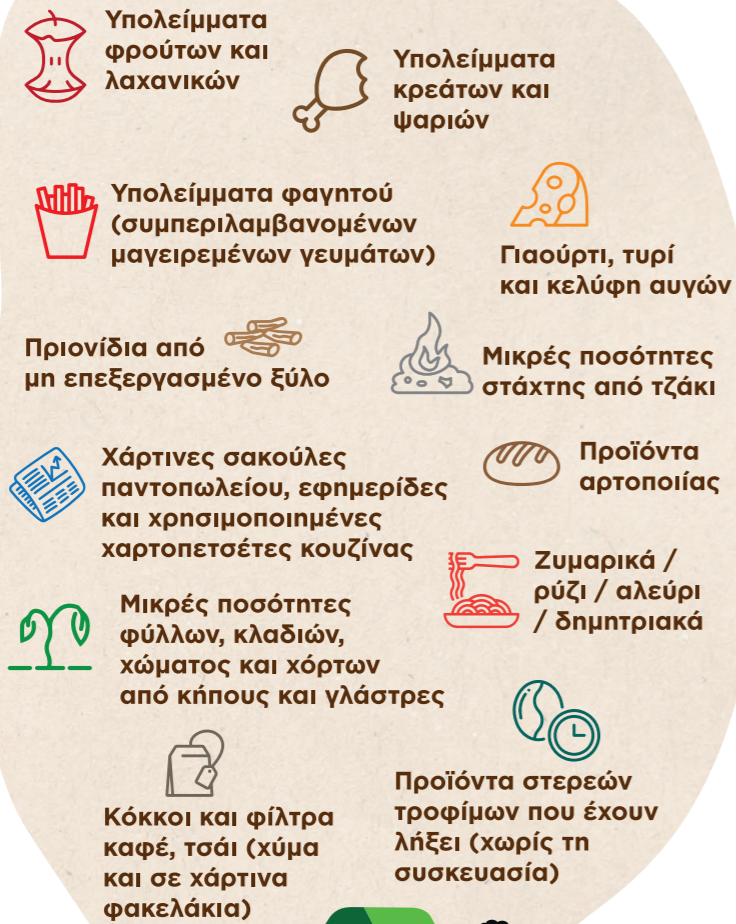 Υπολείμματα
φρούτων και
λαχανικών
Υπολείμματα
κρεάτων και
ψαριών
Υπολείμματα φαγητού
(συμπεριλαμβανομένων
μαγειρεμένων γευμάτων)
Γιαούρτι, τυρί
και κελύφη αυγών
Πριονίδια από
μη επεξεργασμένο ξύλο
Μικρές ποσότητες
στάχτης από τζάκι
Χάρτινες σακούλες
παντοπωλείου, εφημερίδες
και χρησιμοποιημένες
χαρτοπετσέτες κουζίνας
Προϊόντα
αρτοποιίας
Ζυμαρικά /
ρύζι / αλεύρι
/ δημητριακά
Μικρές ποσότητες
φύλλων, κλαδιών,
χώματος και χόρτων
από κήπους και γλάστρες
Κόκκοι και φίλτρα
καφέ, τσάι (χύμα
και σε χάρτινα
φακελάκια)
Προϊόντα στερεών
τροφίμων που έχουν
λήξει (χωρίς τη
συσκευασία)